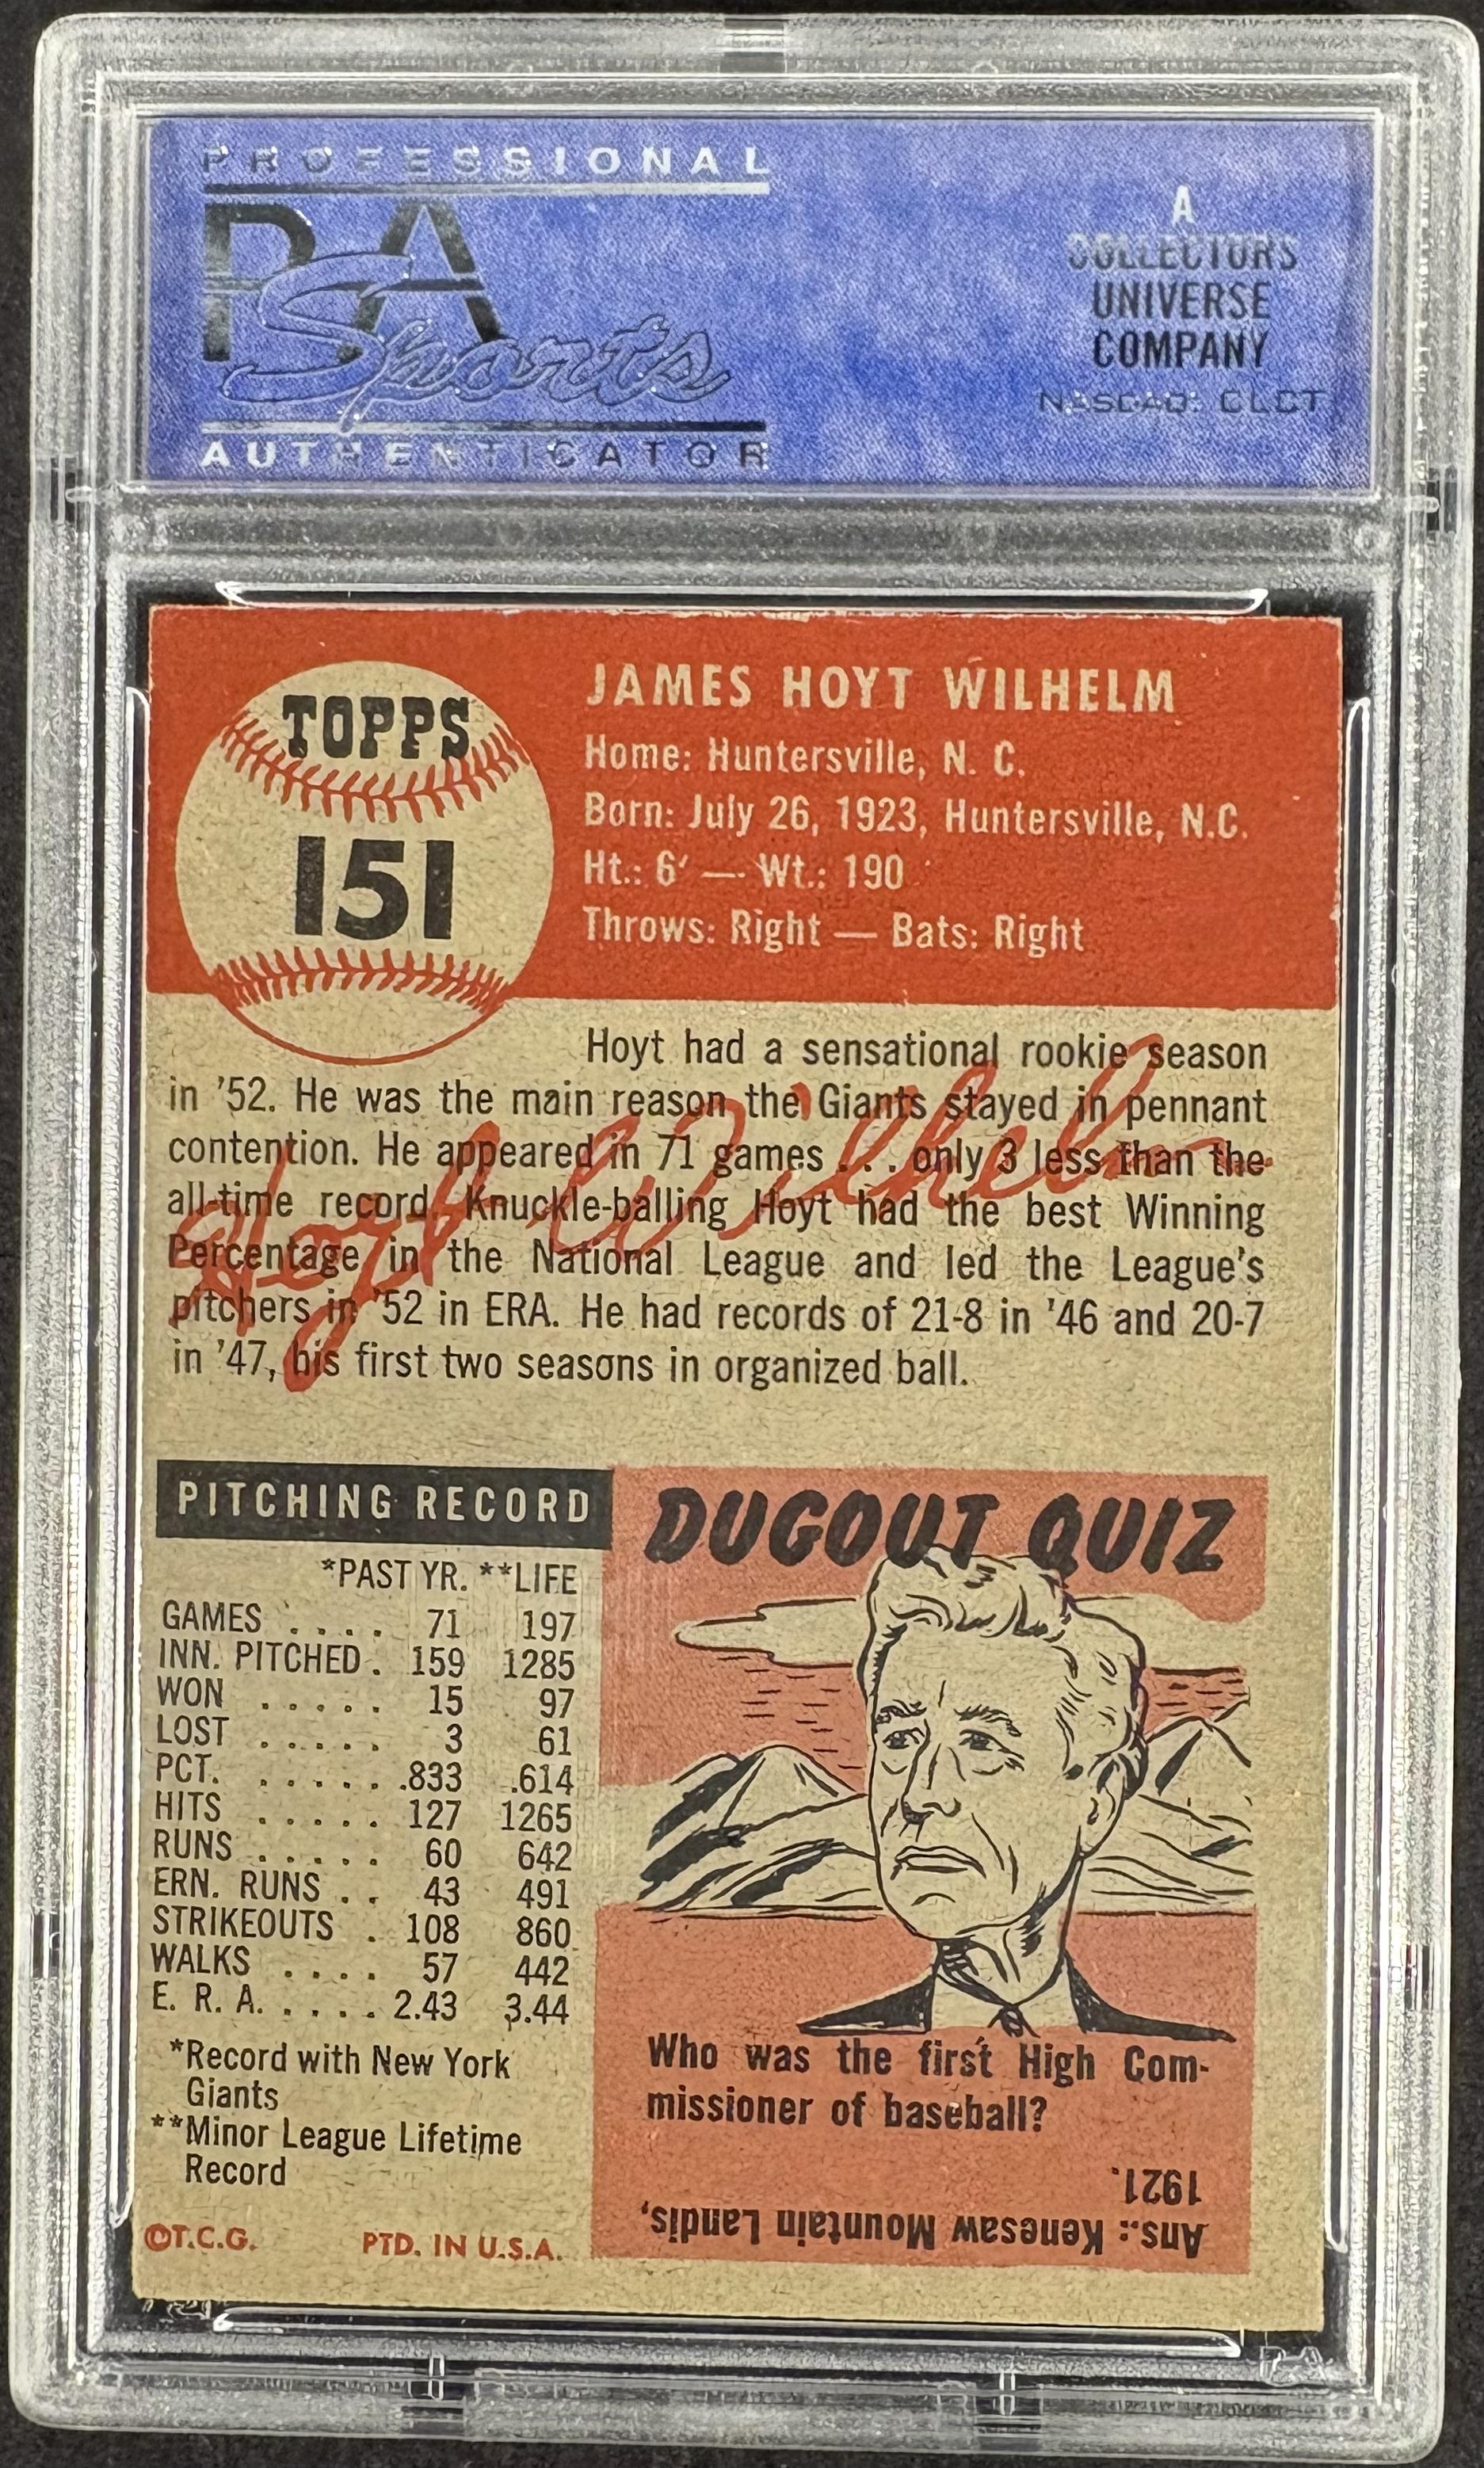 PROFESSIONAL
PSA
Sports
AUTHENTICATOR
A
COLLECTORS
UNIVERSE
COMPANY
NASDAQ: CLCT
TOPPS
151
JAMES HOYT WILHELM
Home: Huntersville, N. C.
Born: July 26, 1923, Huntersville, N.C.
Ht.: 6' — Wt.: 190
Throws: Right — Bats: Right
Hoyt had a sensational rookie season
in '52. He was the main reason the Giants stayed in pennant
contention. He appeared in 71 games . . . only 3 less than the
all-time record. Knuckle-balling Hoyt had the best Winning
Percentage in the National League and led the League's
pitchers in '52 in ERA. He had records of 21-8 in '46 and 20-7
in '47, his first two seasons in organized ball.
Hoyt Wilhelm
PITCHING RECORD
*PAST YR. **LIFE
GAMES . . . . 71 197
INN. PITCHED . 159 1285
WON . . . . . 15 97
LOST . . . . . 3 61
PCT. . . . . . .833 .614
HITS . . . . . 127 1265
RUNS . . . . . 60 642
ERN. RUNS . . 43 491
STRIKEOUTS . 108 860
WALKS . . . . 57 442
E. R. A. . . . . 2.43 3.44
*Record with New York
Giants
**Minor League Lifetime
Record
©T.C.G. PTD. IN U.S.A.
DUGOUT QUIZ
Who was the first High Com-
missioner of baseball?
Ans.: Kenesaw Mountain Landis,
1921.
PSA